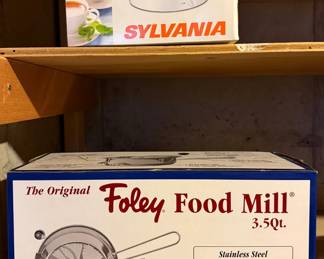 SYLVANIA
The Original Foley® Food Mill®
3.5Qt.
Stainless Steel